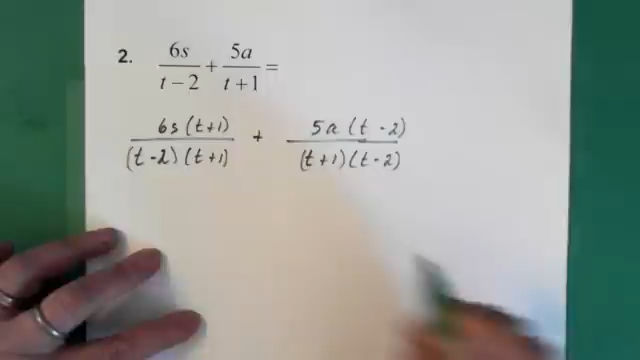 2. 6s/(t − 2) + 5a/(t + 1) =
6s(t+1)/((t-2)(t+1)) + 5a(t-2)/((t+1)(t-2))